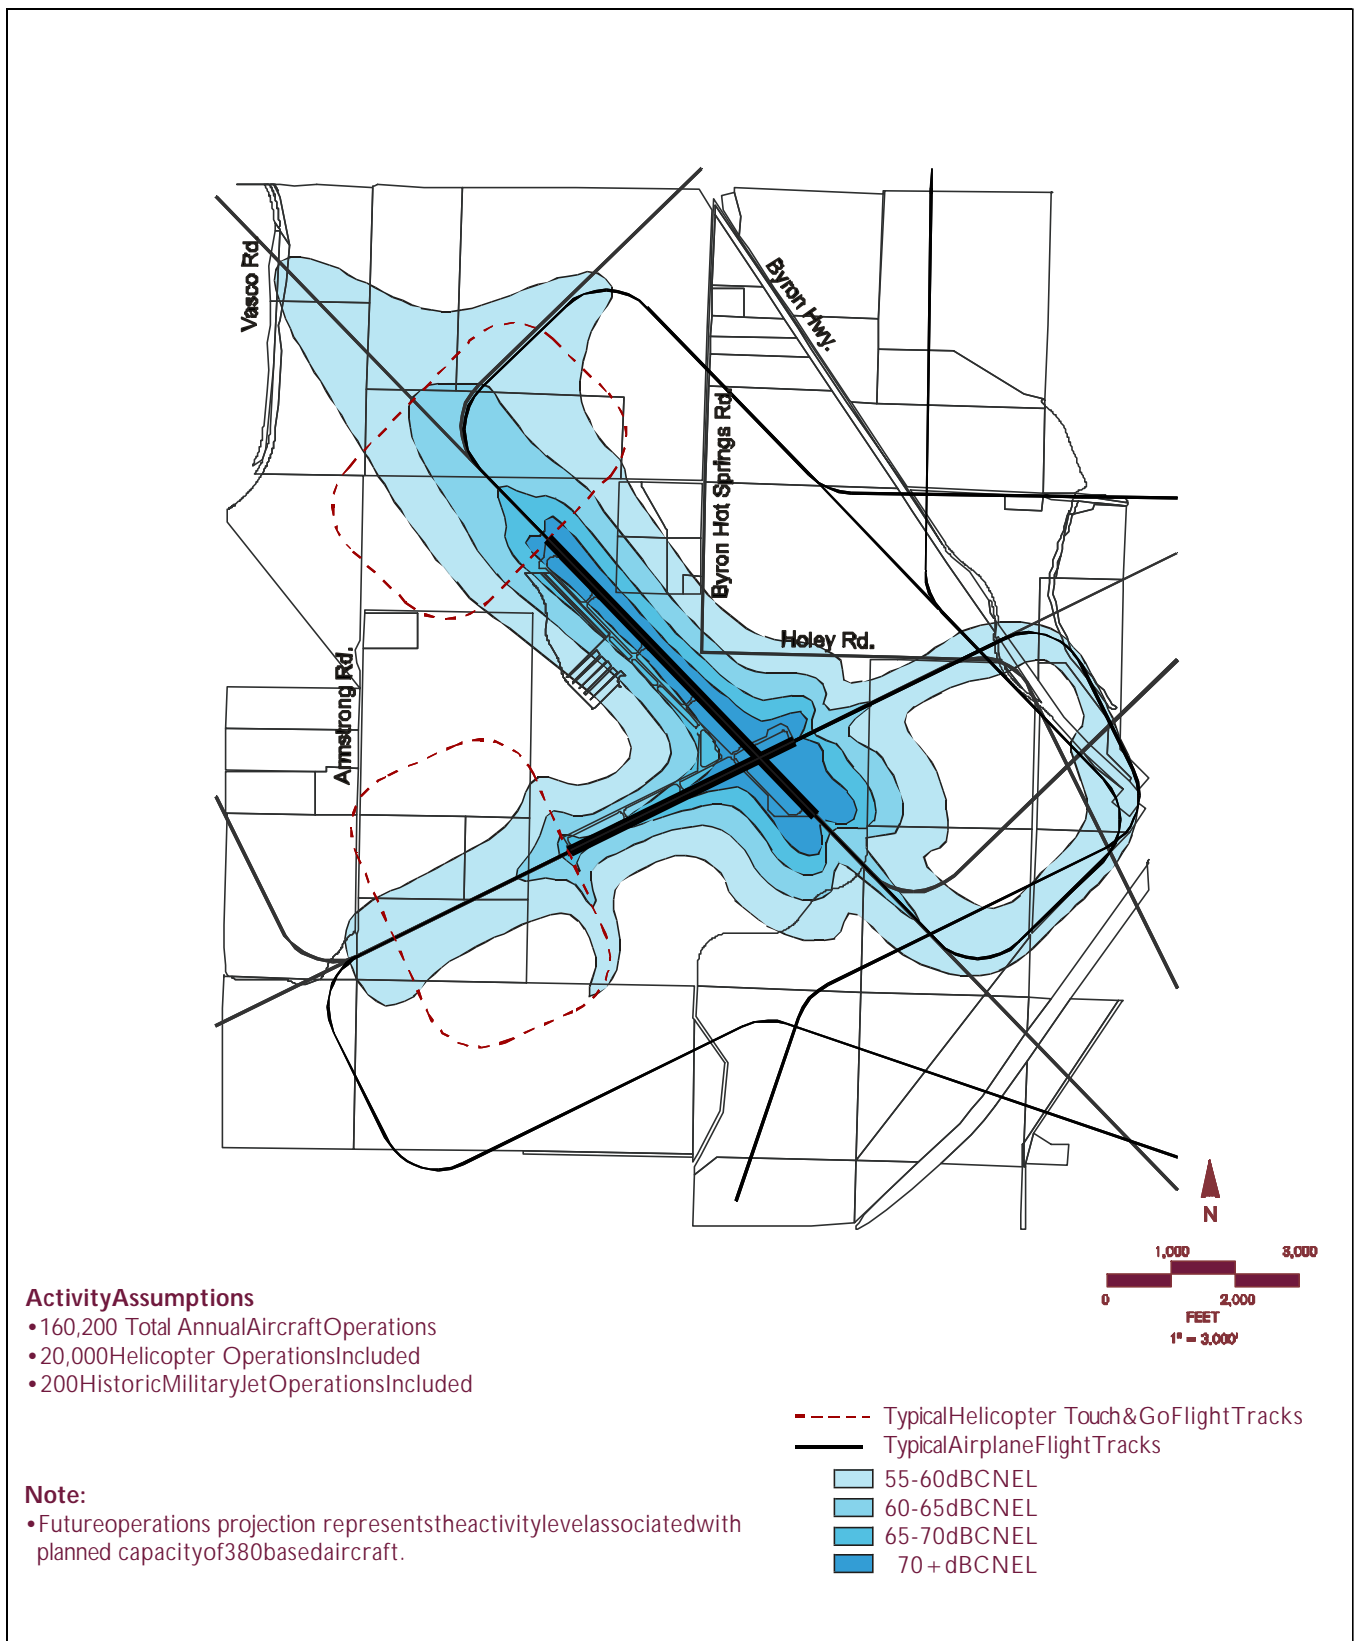 Vasco Rd.
Byron Hwy.
Byron Hot Springs Rd.
Holey Rd.
Armstrong Rd.
N
1,000 3,000
0 2,000
FEET
1" = 3,000'
ActivityAssumptions
•160,200 Total AnnualAircraftOperations
•20,000Helicopter OperationsIncluded
•200HistoricMilitaryJetOperationsIncluded
TypicalHelicopter Touch&GoFlightTracks
TypicalAirplaneFlightTracks
55-60dBCNEL
60-65dBCNEL
65-70dBCNEL
70+dBCNEL
Note:
•Futureoperations projection representstheactivitylevelassociatedwith
planned capacityof380basedaircraft.